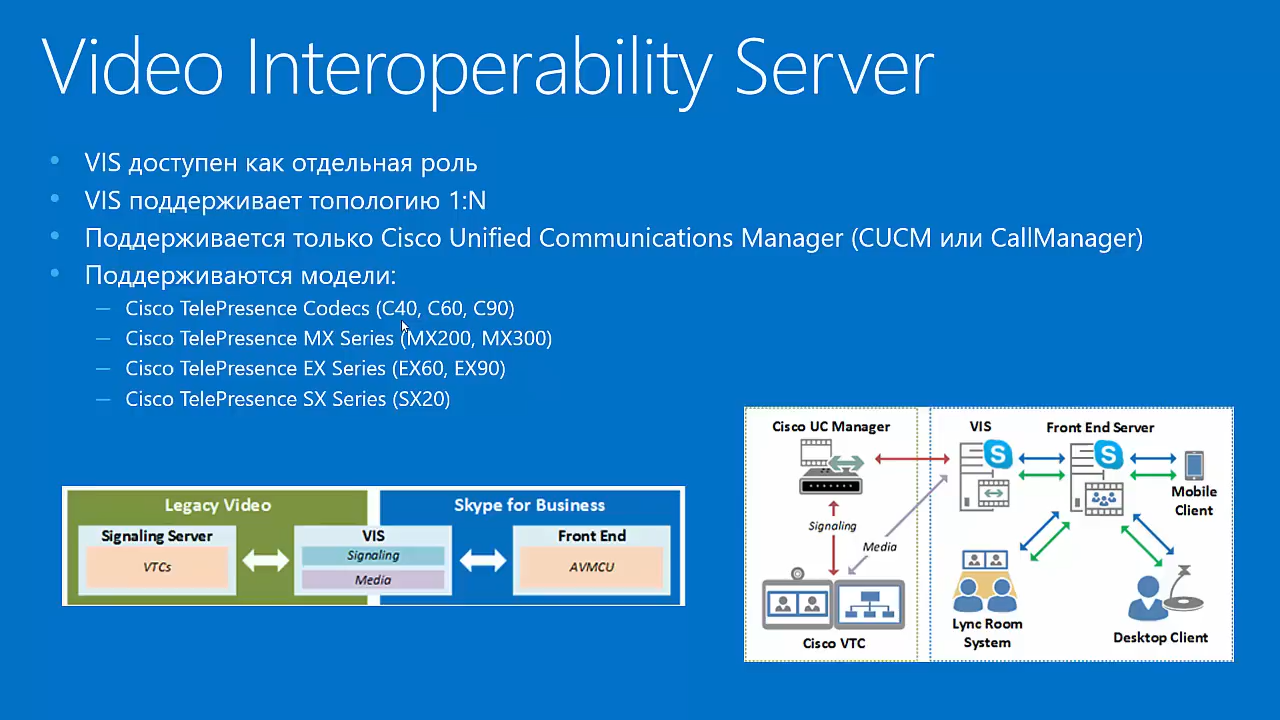 Video Interoperability Server
• VIS доступен как отдельная роль
• VIS поддерживает топологию 1:N
• Поддерживается только Cisco Unified Communications Manager (CUCM или CallManager)
• Поддерживаются модели:
– Cisco TelePresence Codecs (C40, C60, C90)
– Cisco TelePresence MX Series (MX200, MX300)
– Cisco TelePresence EX Series (EX60, EX90)
– Cisco TelePresence SX Series (SX20)
Legacy Video
Skype for Business
Signaling Server
VTCs
VIS
Signaling
Media
Front End
AVMCU
Cisco UC Manager
VIS
Front End Server
Mobile
Client
Signaling
Media
Cisco VTC
Lync Room
System
Desktop Client